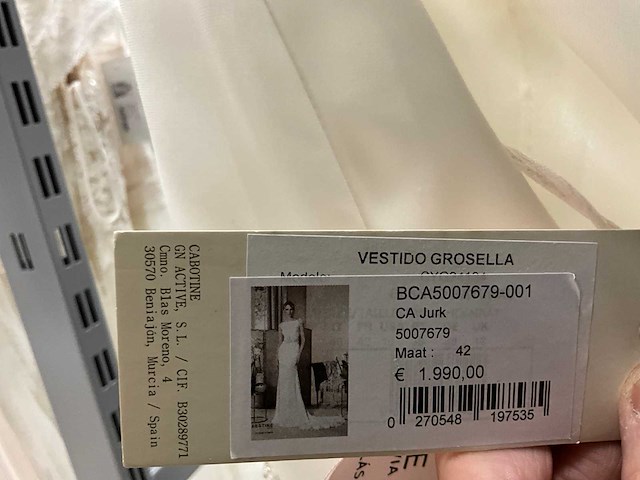 CABOTINE
GN ACTIVE, S.L. / CIF. B30289771
Cmno. Blas Moreno, 4
30570 Beniaján, Murcia / Spain
VESTIDO GROSELLA
Modelo:
BCA5007679-001
CA Jurk
5007679
Maat : 42
€ 1.990,00
0 270548 197535